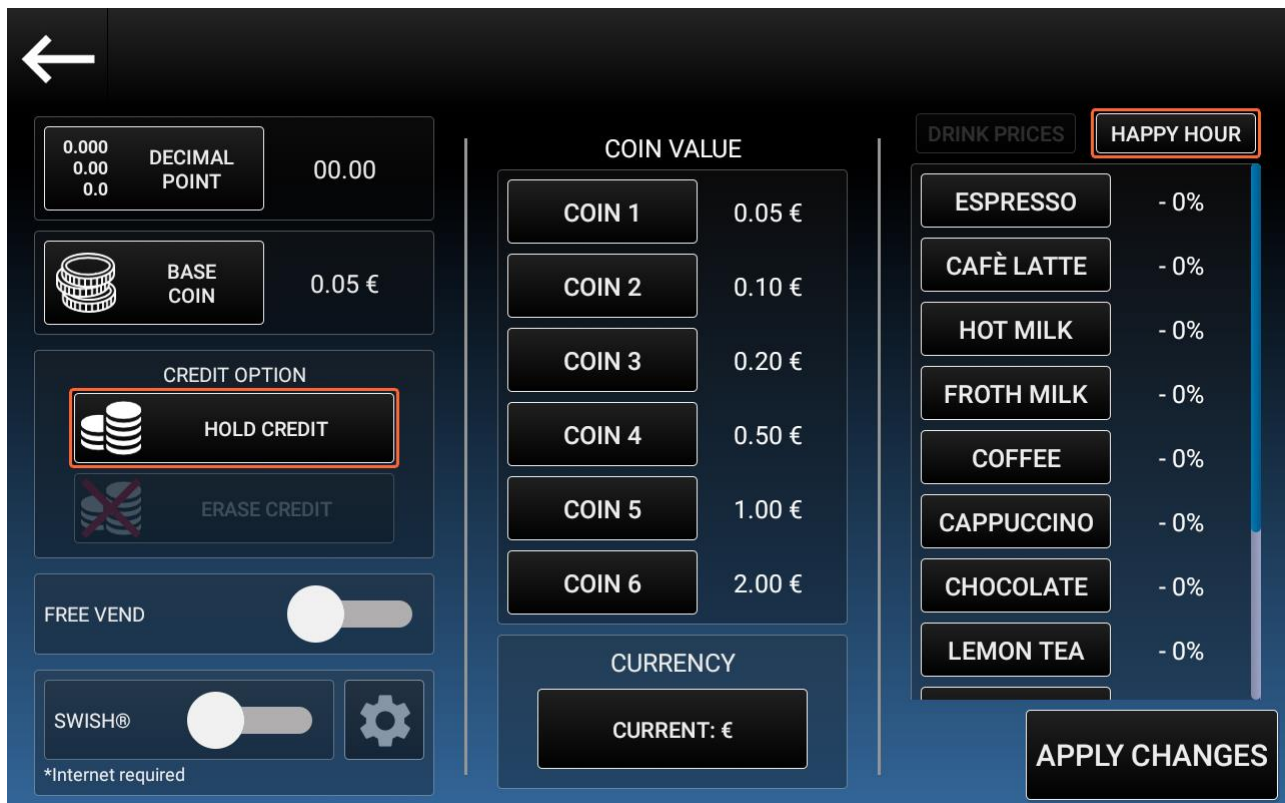 0.000
0.00
0.0
DECIMAL
POINT
00.00
BASE
COIN
0.05 €
CREDIT OPTION
HOLD CREDIT
ERASE CREDIT
FREE VEND
SWISH®
*Internet required
COIN VALUE
COIN 1 0.05 €
COIN 2 0.10 €
COIN 3 0.20 €
COIN 4 0.50 €
COIN 5 1.00 €
COIN 6 2.00 €
CURRENCY
CURRENT: €
DRINK PRICES HAPPY HOUR
ESPRESSO - 0%
CAFÈ LATTE - 0%
HOT MILK - 0%
FROTH MILK - 0%
COFFEE - 0%
CAPPUCCINO - 0%
CHOCOLATE - 0%
LEMON TEA - 0%
APPLY CHANGES